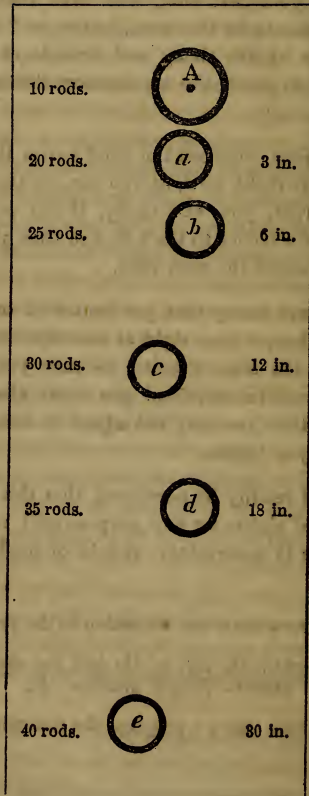 10 rods. A
20 rods. a 3 in.
25 rods. b 6 in.
30 rods. c 12 in.
35 rods. d 18 in.
40 rods. e 30 in.